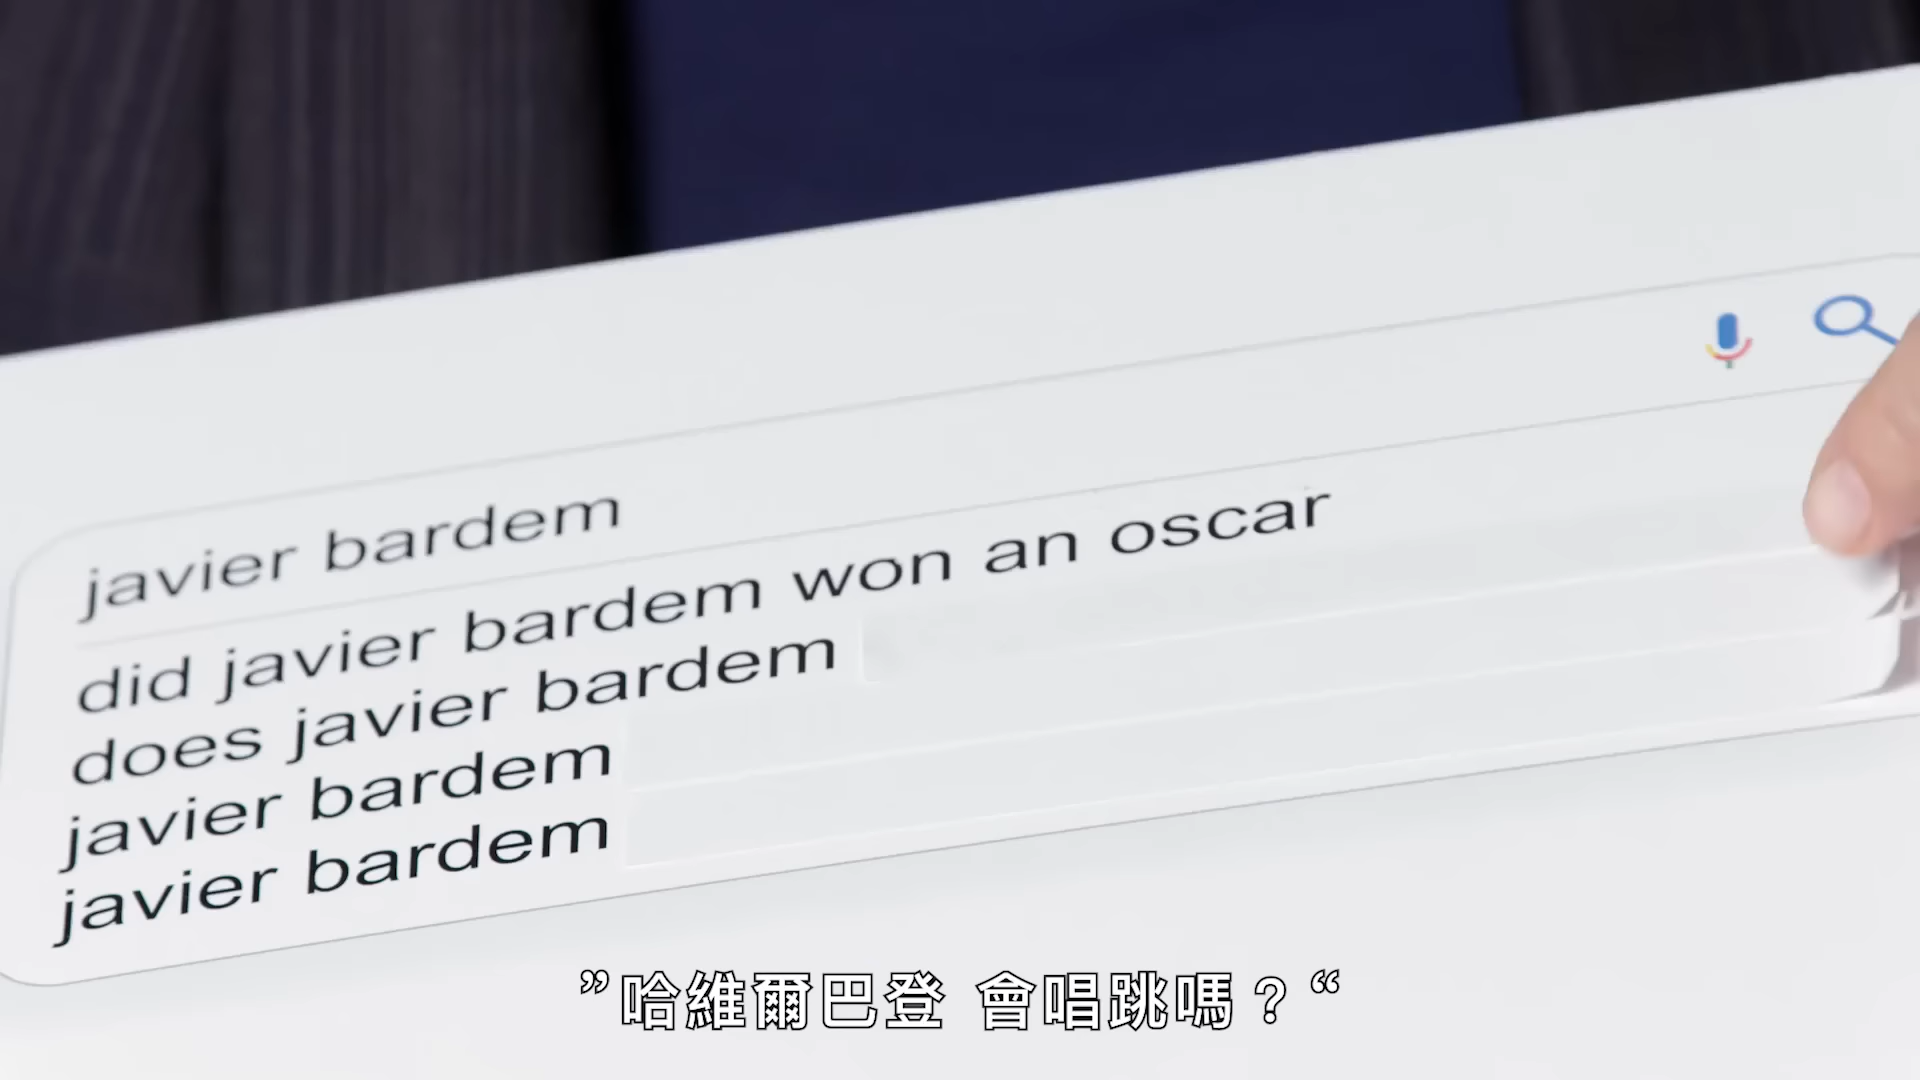 javier bardem
did javier bardem won an oscar
does javier bardem
javier bardem
javier bardem
”哈維爾巴登 會唱跳嗎？“